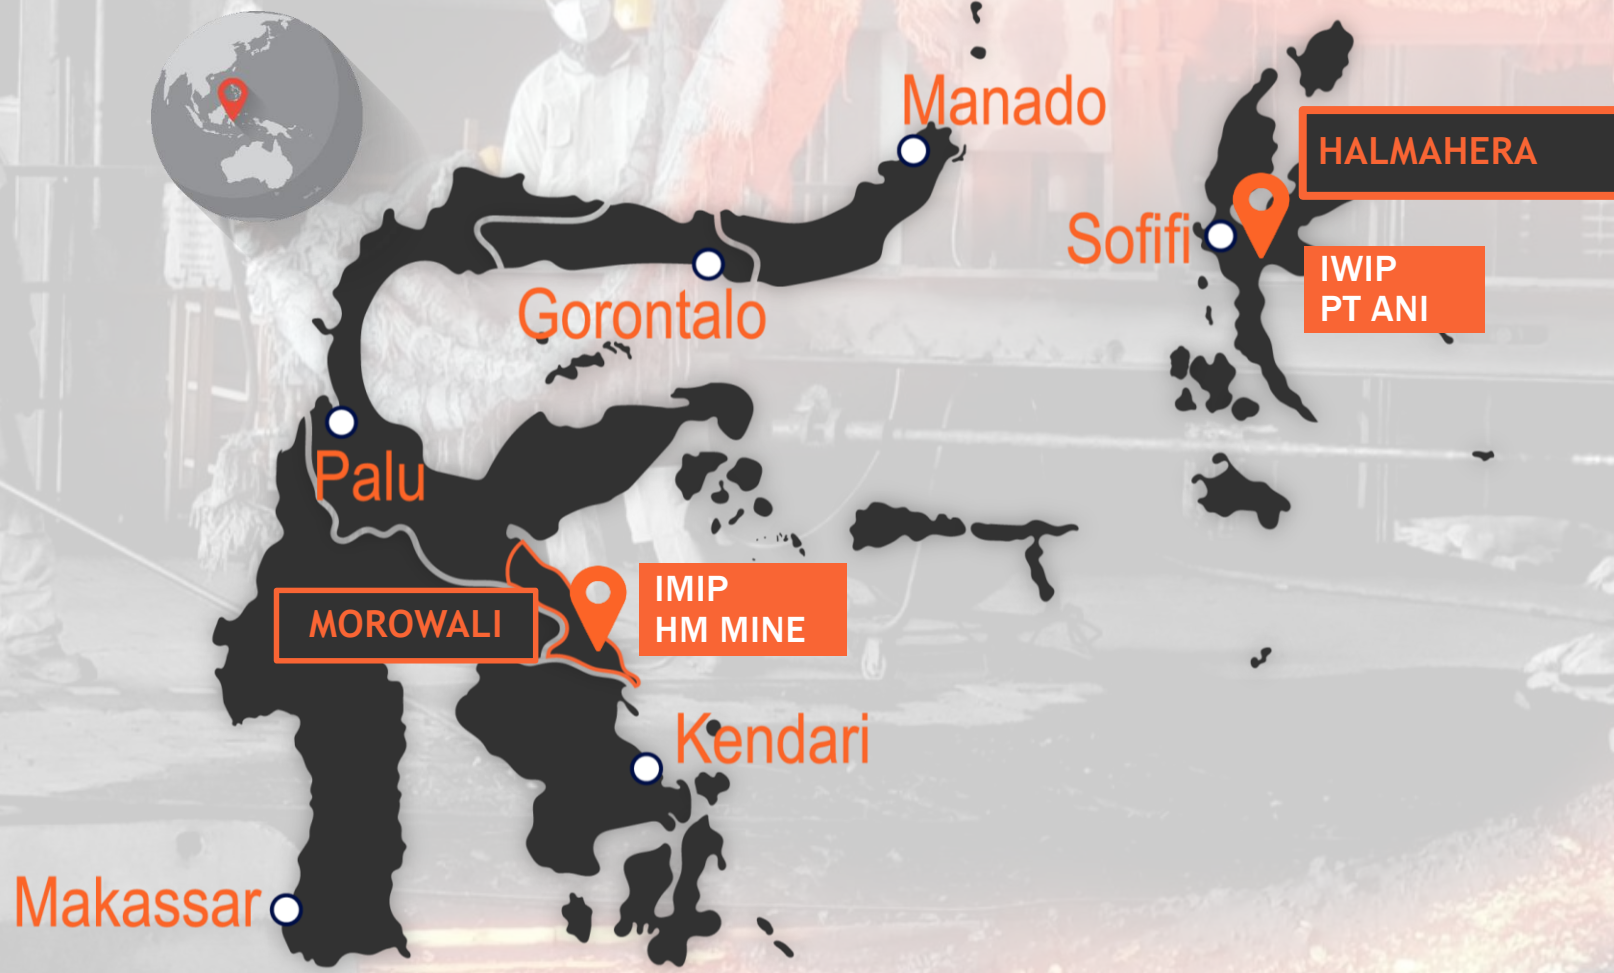 Manado
HALMAHERA
Sofifi
IWIP
PT ANI
Gorontalo
Palu
IMIP
HM MINE
MOROWALI
Kendari
Makassar